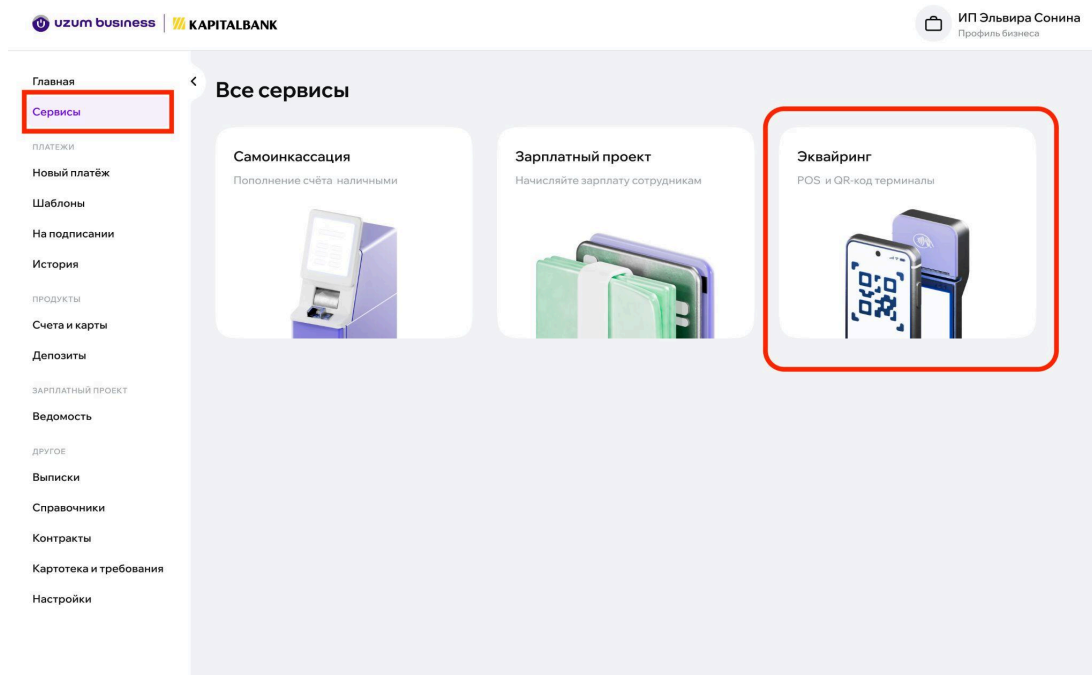 uzum business
KAPITALBANK
ИП Эльвира Сонина
Профиль бизнеса
Главная
Сервисы
ПЛАТЕЖИ
Новый платёж
Шаблоны
На подписании
История
ПРОДУКТЫ
Счета и карты
Депозиты
ЗАРПЛАТНЫЙ ПРОЕКТ
Ведомость
ДРУГОЕ
Выписки
Справочники
Контракты
Картотека и требования
Настройки
Все сервисы
Самоинкассация
Пополнение счёта наличными
Зарплатный проект
Начисляйте зарплату сотрудникам
Эквайринг
POS и QR-код терминалы